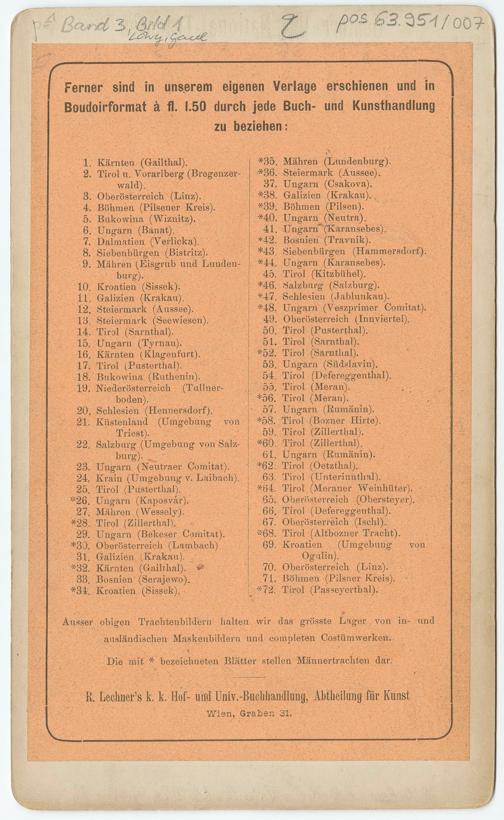 Band 3, Bild 1
pos 63.951/007
Ferner sind in unserem eigenen Verlage erschienen und in
Boudoirformat à fl. 1.50 durch jede Buch- und Kunsthandlung
zu beziehen:
1. Kärnten (Gailthal).
2. Tirol u. Vorarlberg (Bregenzer-
wald).
3. Oberösterreich (Linz).
4. Böhmen (Pilsener Kreis).
5. Bukowina (Wiznitz).
6. Ungarn (Banat).
7. Dalmatien (Verlicka).
8. Siebenbürgen (Bistritz).
9. Mähren (Eisgrub und Lunden-
burg).
10. Kroatien (Sissek).
11. Galizien (Krakau).
12. Steiermark (Aussee).
13. Steiermark (Seewiesen).
14. Tirol (Sarnthal).
15. Ungarn (Tyrnau).
16. Kärnten (Klagenfurt).
17. Tirol (Pusterthal).
18. Bukowina (Ruthenin).
19. Niederösterreich (Tullner-
boden).
20. Schlesien (Hennersdorf).
21. Küstenland (Umgebung von
Triest).
22. Salzburg (Umgebung von Salz-
burg).
23. Ungarn (Neutraer Comitat).
24. Krain (Umgebung v. Laibach).
25. Tirol (Pusterthal).
*26. Ungarn (Kaposvár).
27. Mähren (Wessely).
*28. Tirol (Zillerthal).
29. Ungarn (Bekeser Comitat).
*30. Oberösterreich (Lambach)
31. Galizien (Krakau).
*32. Kärnten (Gailthal).
33. Bosnien (Serajewo).
*34. Kroatien (Sissek).
*35. Mähren (Lundenburg).
*36. Steiermark (Aussee).
37. Ungarn (Csakova).
*38. Galizien (Krakau).
*39. Böhmen (Pilsen).
*40. Ungarn (Neutra).
41. Ungarn (Karansebes).
*42. Bosnien (Travnik).
*43. Siebenbürgen (Hammersdorf).
*44. Ungarn (Karansebes).
45. Tirol (Kitzbühel).
*46. Salzburg (Salzburg).
*47. Schlesien (Jablunkau).
*48. Ungarn (Veszprimer Comitat).
49. Oberösterreich (Innviertel).
50. Tirol (Pusterthal).
51. Tirol (Sarnthal).
*52. Tirol (Sarnthal).
53. Ungarn (Südslavin).
54. Tirol (Defereggenthal).
55. Tirol (Meran).
*56. Tirol (Meran).
57. Ungarn (Rumänin).
*58. Tirol (Bozner Hirte).
59. Tirol (Zillerthal).
*60. Tirol (Zillerthal).
61. Ungarn (Rumänin).
*62. Tirol (Oetzthal).
63. Tirol (Unterinnthal).
*64. Tirol (Meraner Weinhüter).
65. Oberösterreich (Obersteyer).
66. Tirol (Defereggenthal).
67. Oberösterreich (Ischl).
*68. Tirol (Altbozner Tracht).
69. Kroatien (Umgebung von
Ogulin).
70. Oberösterreich (Linz).
71. Böhmen (Pilsner Kreis).
*72. Tirol (Passeyerthal).
Ausser obigen Trachtenbildern halten wir das grösste Lager von in- und
ausländischen Maskenbildern und completen Costümwerken.
Die mit * bezeichneten Blätter stellen Männertrachten dar.
R. Lechner's k. k. Hof- und Univ.-Buchhandlung, Abtheilung für Kunst
Wien, Graben 31.